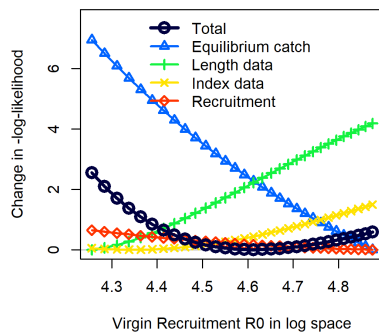 Total
Equilibrium catch
Length data
Index data
Recruitment
Change in -log-likelihood
6
4
2
0
4.3 4.4 4.5 4.6 4.7 4.8
Virgin Recruitment R0 in log space